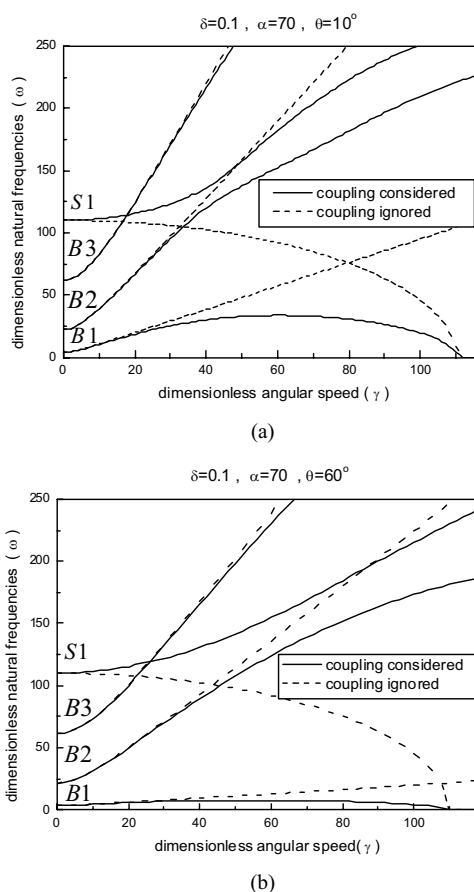 δ=0.1 , α=70 , θ=10°
250
200
150
100
50
0
dimensionless natural frequencies ( ω )
S1
B3
B2
B1
coupling considered
coupling ignored
0 20 40 60 80 100
dimensionless angular speed ( γ )
(a)
δ=0.1 , α=70 , θ=60°
250
200
150
100
50
0
dimensionless natural frequencies ( ω )
S1
B3
B2
B1
coupling considered
coupling ignored
0 20 40 60 80 100
dimensionless angular speed( γ )
(b)